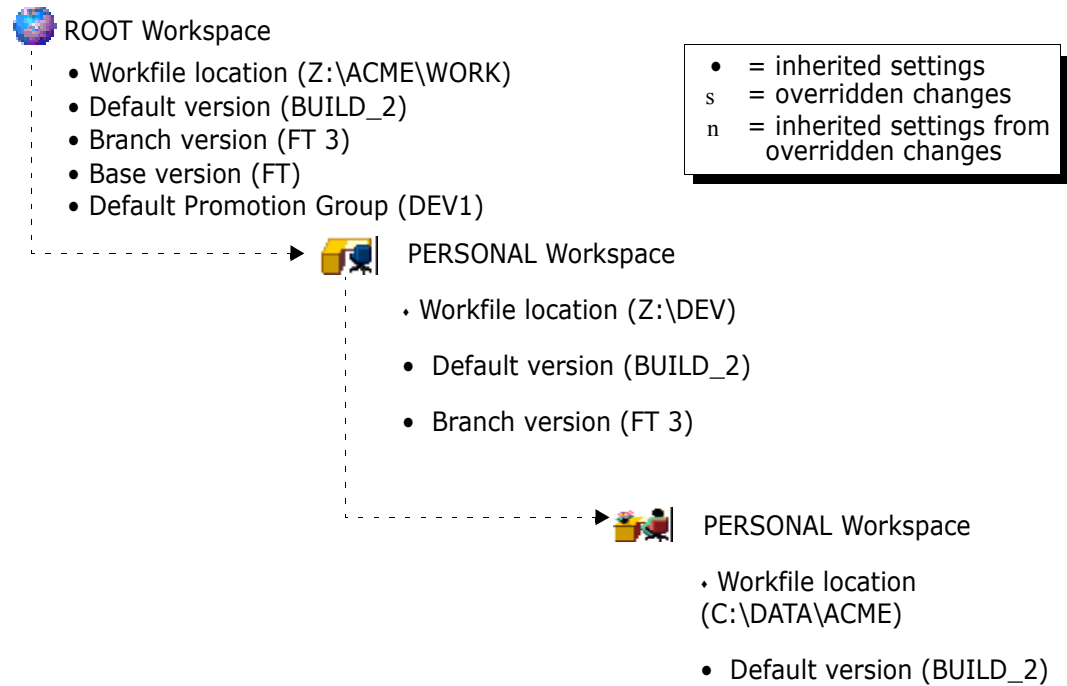 ROOT Workspace
• Workfile location (Z:\ACME\WORK)
• Default version (BUILD_2)
• Branch version (FT 3)
• Base version (FT)
• Default Promotion Group (DEV1)
• = inherited settings
s = overridden changes
n = inherited settings from
overridden changes
PERSONAL Workspace
⬩ Workfile location (Z:\DEV)
• Default version (BUILD_2)
• Branch version (FT 3)
PERSONAL Workspace
⬩ Workfile location
(C:\DATA\ACME)
• Default version (BUILD_2)